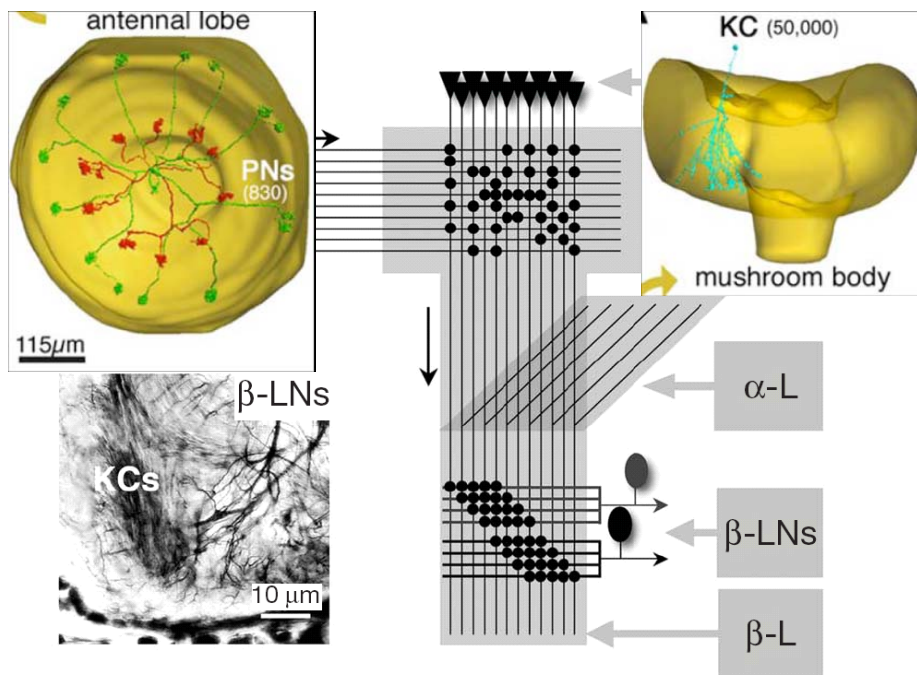 antennal lobe
PNs
(830)
115µm
KC (50,000)
mushroom body
β-LNs
KCs
10 µm
α-L
β-LNs
β-L